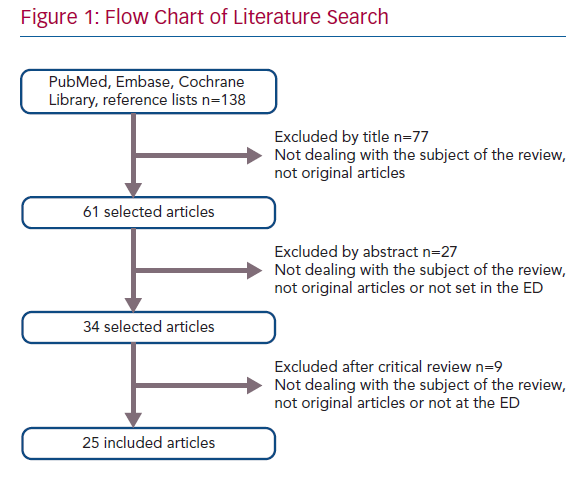 Figure 1: Flow Chart of Literature Search
PubMed, Embase, Cochrane
Library, reference lists n=138
Excluded by title n=77
Not dealing with the subject of the review,
not original articles
61 selected articles
Excluded by abstract n=27
Not dealing with the subject of the review,
not original articles or not set in the ED
34 selected articles
Excluded after critical review n=9
Not dealing with the subject of the review,
not original articles or not at the ED
25 included articles